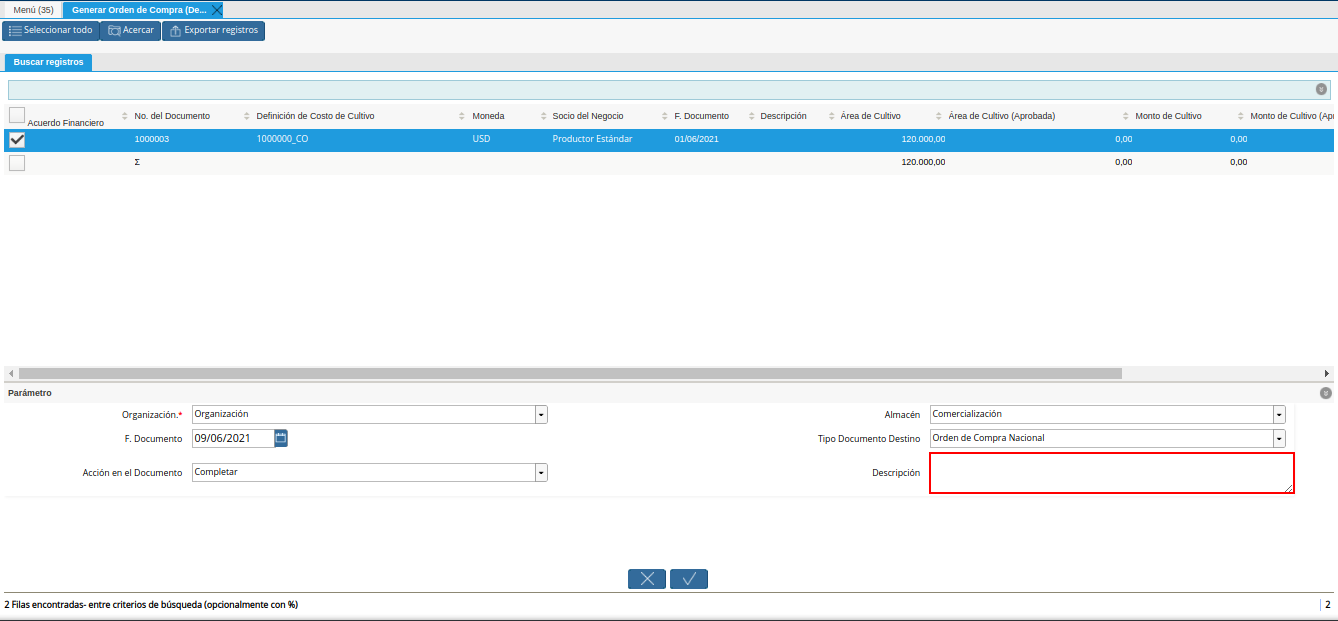 Menú (35) Generar Orden de Compra (De...
Seleccionar todo Acercar Exportar registros
Buscar registros
Acuerdo Financiero No. del Documento Definición de Costo de Cultivo Moneda Socio del Negocio F. Documento Descripción Área de Cultivo Área de Cultivo (Aprobada) Monto de Cultivo Monto de Cultivo (Apr
1000003 1000000_CO USD Productor Estándar 01/06/2021 120.000,00 0,00 0,00
Σ 120.000,00 0,00 0,00
Parámetro
Organización.* Organización Almacén Comercialización
F. Documento 09/06/2021 Tipo Documento Destino Orden de Compra Nacional
Acción en el Documento Completar Descripción
2 Filas encontradas- entre criterios de búsqueda (opcionalmente con %) 2